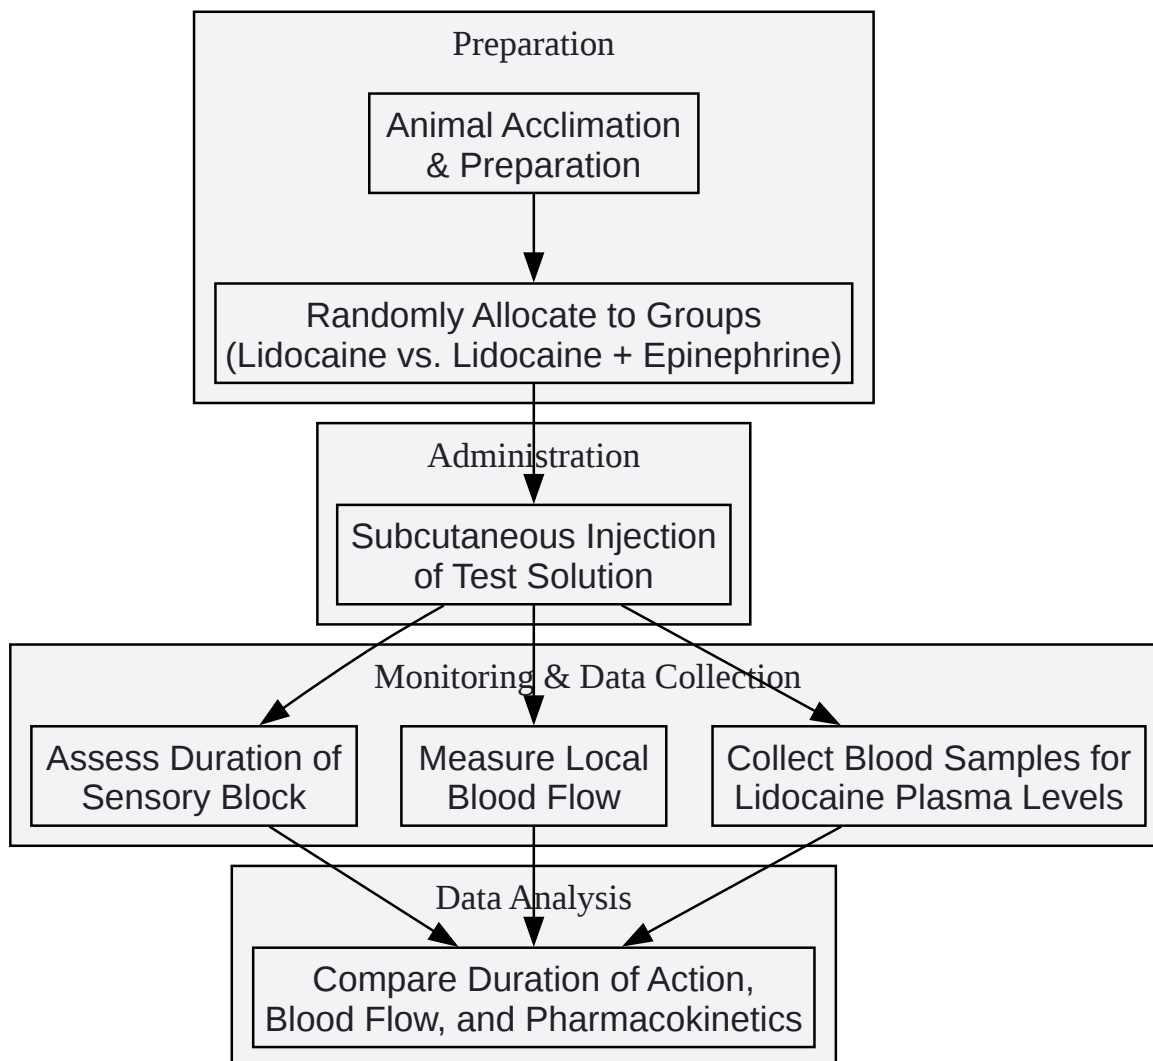 Preparation
Animal Acclimation
& Preparation
Randomly Allocate to Groups
(Lidocaine vs. Lidocaine + Epinephrine)
Administration
Subcutaneous Injection
of Test Solution
Monitoring & Data Collection
Assess Duration of
Sensory Block
Measure Local
Blood Flow
Collect Blood Samples for
Lidocaine Plasma Levels
Data Analysis
Compare Duration of Action,
Blood Flow, and Pharmacokinetics